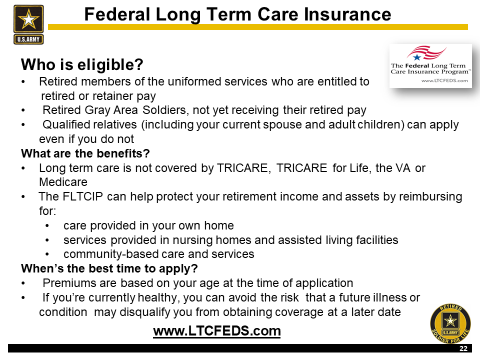 Federal Long Term Care Insurance
U.S.ARMY
Who is eligible?
The Federal Long Term
Care Insurance Program
www.LTCFEDS.com
• Retired members of the uniformed services who are entitled to
retired or retainer pay
• Retired Gray Area Soldiers, not yet receiving their retired pay
• Qualified relatives (including your current spouse and adult children) can apply
even if you do not
What are the benefits?
• Long term care is not covered by TRICARE, TRICARE for Life, the VA or
Medicare
• The FLTCIP can help protect your retirement income and assets by reimbursing
for:
• care provided in your own home
• services provided in nursing homes and assisted living facilities
• community-based care and services
When's the best time to apply?
• Premiums are based on your age at the time of application
• If you're currently healthy, you can avoid the risk that a future illness or
condition may disqualify you from obtaining coverage at a later date
www.LTCFEDS.com
RETIRED
U.S.ARMY
SOLDIER FOR LIFE
22